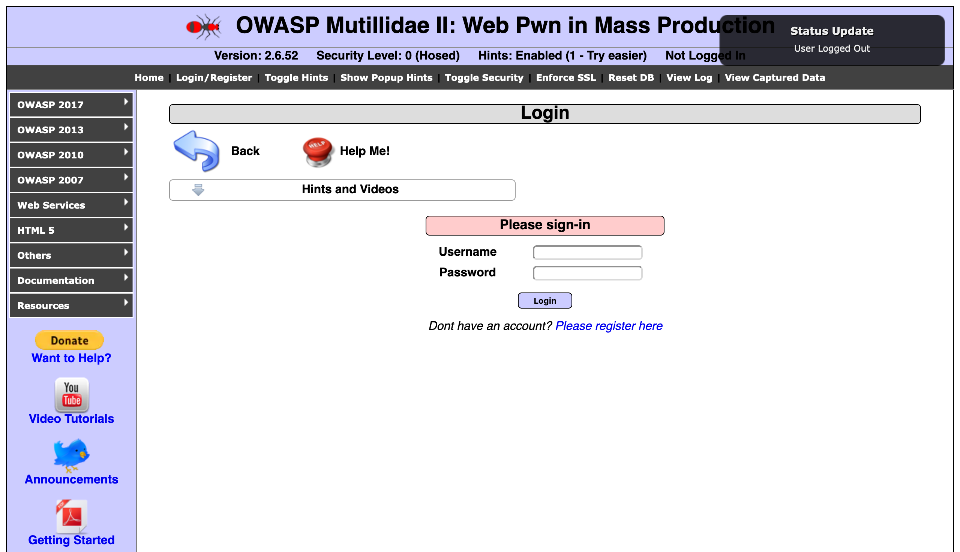 OWASP Mutillidae II: Web Pwn in Mass Production
Status Update
User Logged Out
Version: 2.6.52 Security Level: 0 (Hosed) Hints: Enabled (1 - Try easier) Not Logged In
Home | Login/Register | Toggle Hints | Show Popup Hints | Toggle Security | Enforce SSL | Reset DB | View Log | View Captured Data
OWASP 2017
OWASP 2013
OWASP 2010
OWASP 2007
Web Services
HTML 5
Others
Documentation
Resources
Donate
Want to Help?
You
Tube
Video Tutorials
Announcements
Getting Started
Login
Back
HELP
Help Me!
Hints and Videos
Please sign-in
Username
Password
Login
Dont have an account? Please register here